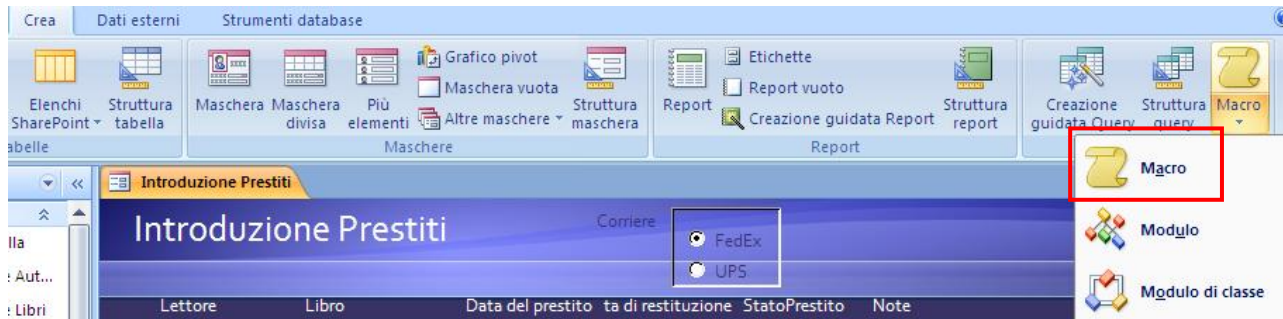 Crea Dati esterni Strumenti database
Elenchi SharePoint
Struttura tabella
Maschera
Maschera divisa
Più elementi
Grafico pivot
Maschera vuota
Altre maschere
Struttura maschera
Report
Etichette
Report vuoto
Creazione guidata Report
Struttura report
Creazione guidata Query
Struttura query
Macro
abelle Maschere Report
Macro
Modulo
Modulo di classe
Introduzione Prestiti
Introduzione Prestiti
Corriere
FedEx
UPS
lla
e Aut...
e Libri
Lettore Libro Data del prestito ta di restituzione StatoPrestito Note